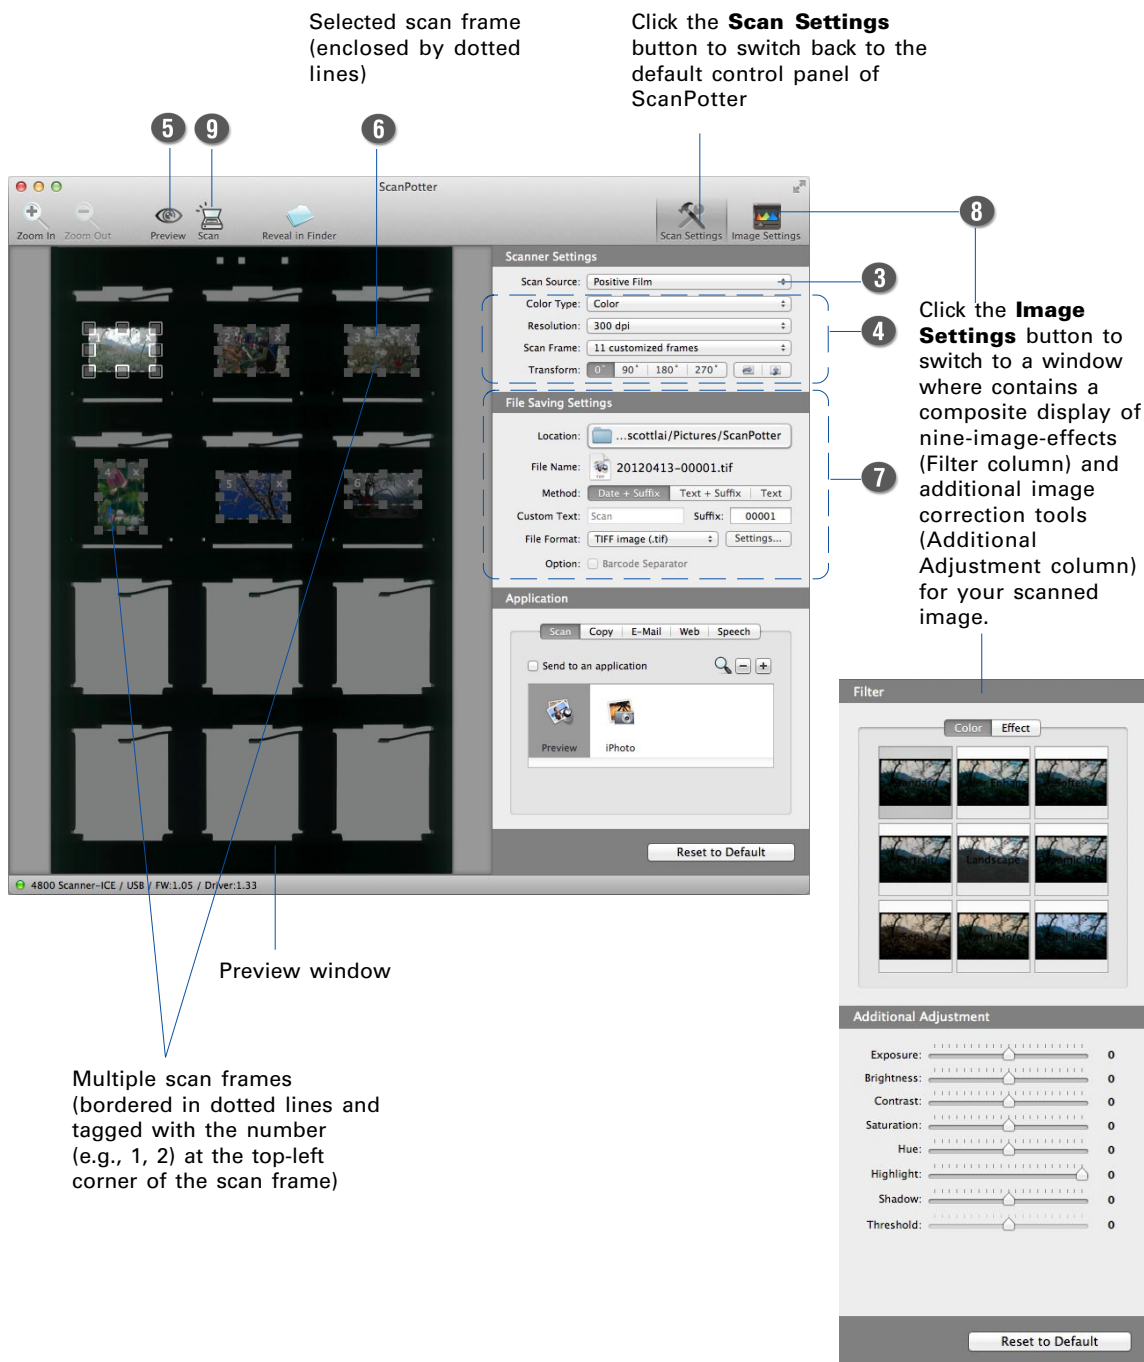 Selected scan frame
(enclosed by dotted
lines)
Click the Scan Settings
button to switch back to the
default control panel of
ScanPotter
5
9
6
ScanPotter
Zoom In
Zoom Out
Preview
Scan
Reveal in Finder
Scan Settings
Image Settings
8
Scanner Settings
Scan Source: Positive Film
3
Color Type: Color
Resolution: 300 dpi
4
Scan Frame: 11 customized frames
Transform: 0° 90° 180° 270°
Click the Image
Settings button to
switch to a window
where contains a
composite display of
nine-image-effects
(Filter column) and
additional image
correction tools
(Additional
Adjustment column)
for your scanned
image.
File Saving Settings
Location: ...scottlai/Pictures/ScanPotter
File Name: 20120413-00001.tif
7
Method: Date + Suffix Text + Suffix Text
Custom Text: Scan Suffix: 00001
File Format: TIFF image (.tif) Settings...
Option: Barcode Separator
2 x
3 x
4 x
5 x
6 x
Application
Scan Copy E-Mail Web Speech
Send to an application
Preview
iPhoto
Reset to Default
4800 Scanner-ICE / USB / FW:1.05 / Driver:1.33
Preview window
Multiple scan frames
(bordered in dotted lines and
tagged with the number
(e.g., 1, 2) at the top-left
corner of the scan frame)
Filter
Color Effect
Standard
Soften
Portrait
Landscape
Sepia
Additional Adjustment
Exposure: 0
Brightness: 0
Contrast: 0
Saturation: 0
Hue: 0
Highlight: 0
Shadow: 0
Threshold: 0
Reset to Default